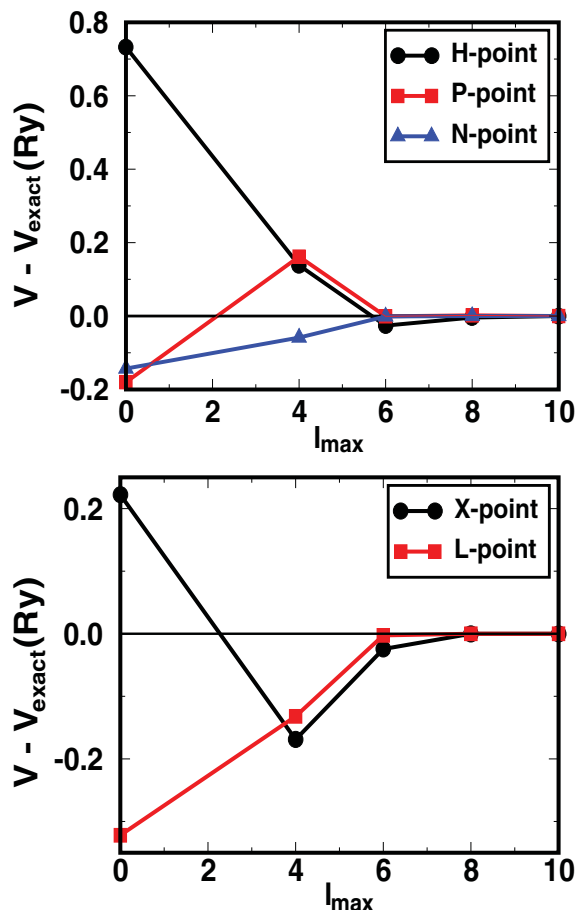 V - Vexact(Ry)
0.8
0.6
0.4
0.2
0.0
-0.2
H-point
P-point
N-point
0 2 4 6 8 10
lmax
V - Vexact(Ry)
0.2
0.0
-0.2
X-point
L-point
0 2 4 6 8 10
lmax